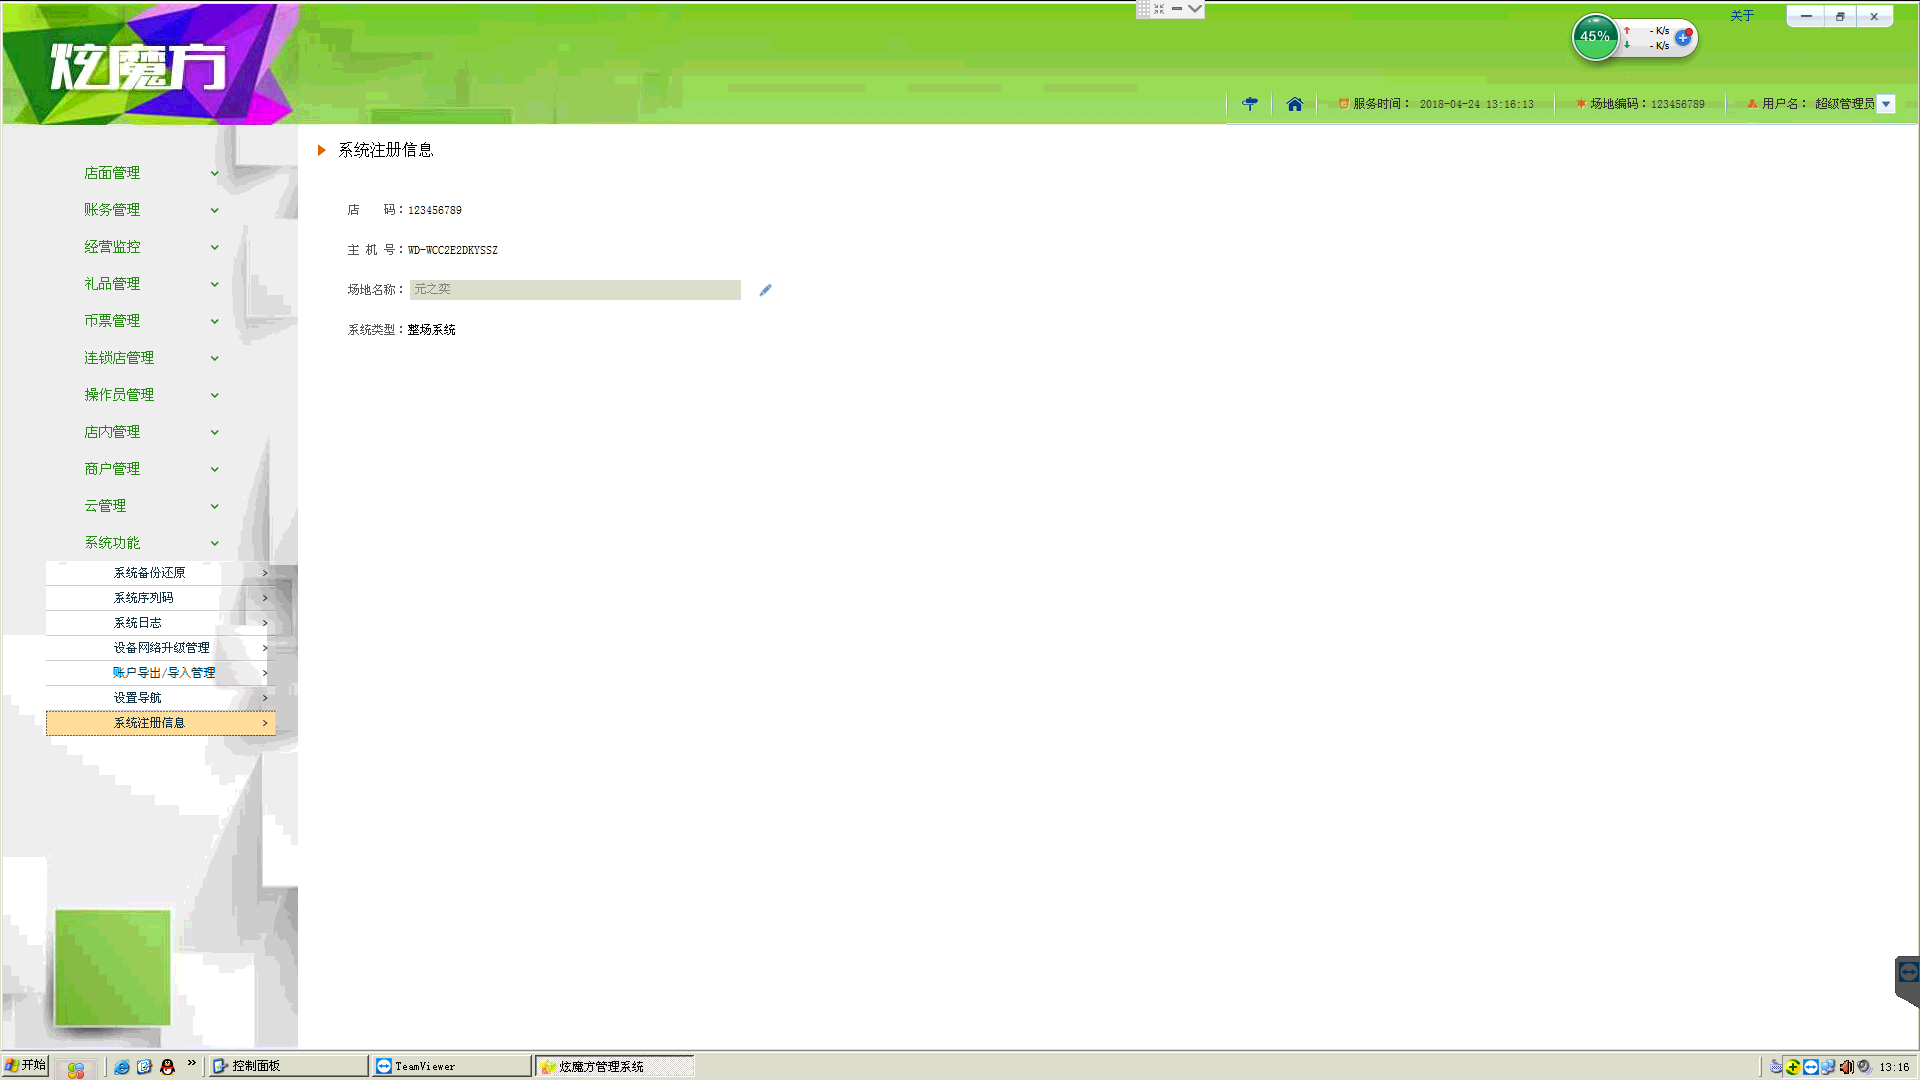 炫魔方
关于
45%
- K/s
- K/s
服务时间： 2018-04-24 13:16:13
场地编码：123456789
用户名： 超级管理员
店面管理
账务管理
经营监控
礼品管理
币票管理
连锁店管理
操作员管理
店内管理
商户管理
云管理
系统功能
系统备份还原
系统序列码
系统日志
设备网络升级管理
账户导出/导入管理
设置导航
系统注册信息
系统注册信息
店 码：123456789
主 机 号：WD-WCC2E2DKYSSZ
场地名称： 元之奕
系统类型：整场系统
开始
控制面板
TeamViewer
炫魔方管理系统
13:16